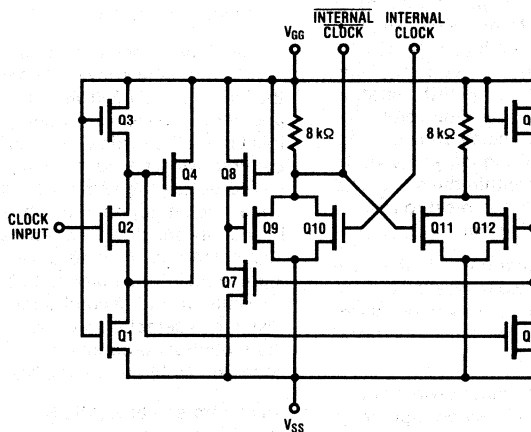 INTERNAL CLOCK
INTERNAL CLOCK
VGG
Q3
8 kΩ
8 kΩ
Q4
Q8
CLOCK INPUT
Q2
Q9
Q10
Q11
Q12
Q7
Q1
VSS